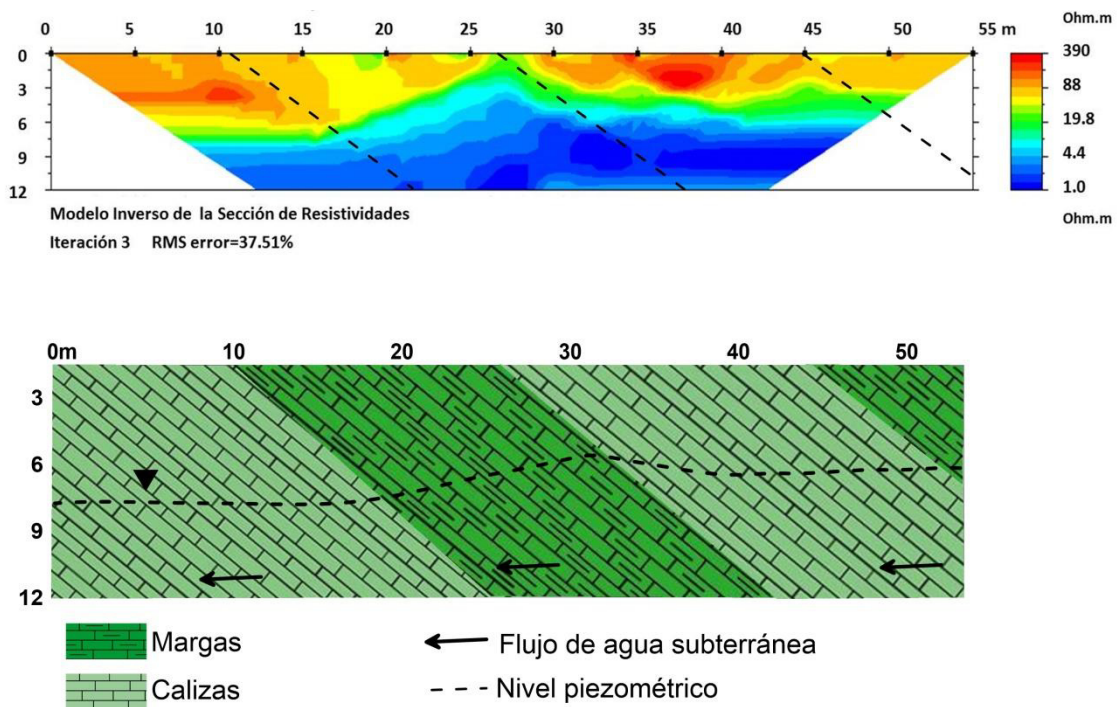 Ohm.m
0 5 10 15 20 25 30 35 40 45 50 55 m
0
3
6
9
12
390
88
19.8
4.4
1.0
Ohm.m
Modelo Inverso de la Sección de Resistividades
Iteración 3 RMS error=37.51%
0m 10 20 30 40 50
3
6
9
12
Margas
Flujo de agua subterránea
Calizas
Nivel piezométrico